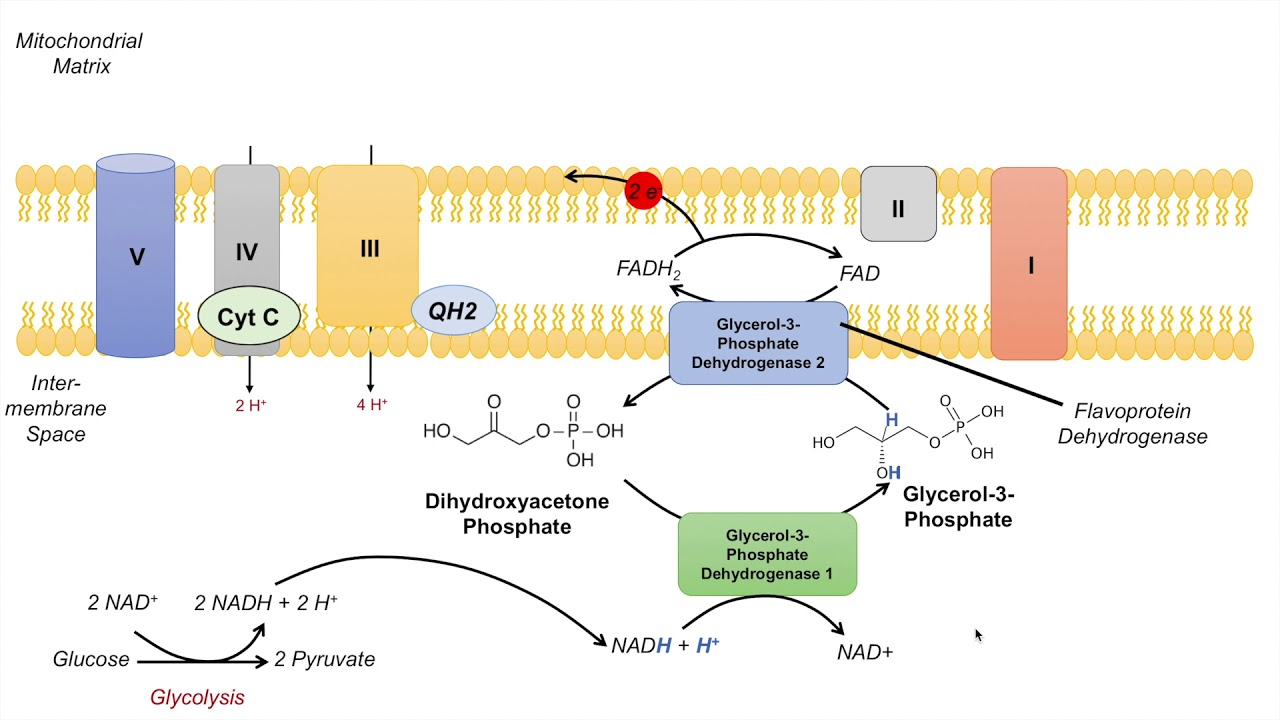 Mitochondrial
Matrix
V
IV
III
Cyt C
QH2
2 e-
II
I
FADH2
FAD
Glycerol-3-
Phosphate
Dehydrogenase 2
Inter-
membrane
Space
2 H+
4 H+
Flavoprotein
Dehydrogenase
HO
O
O
P
OH
O
OH
HO
H
OH
O
O
P
OH
OH
Dihydroxyacetone
Phosphate
Glycerol-3-
Phosphate
Glycerol-3-
Phosphate
Dehydrogenase 1
2 NAD+
2 NADH + 2 H+
NADH + H+
NAD+
Glucose
2 Pyruvate
Glycolysis